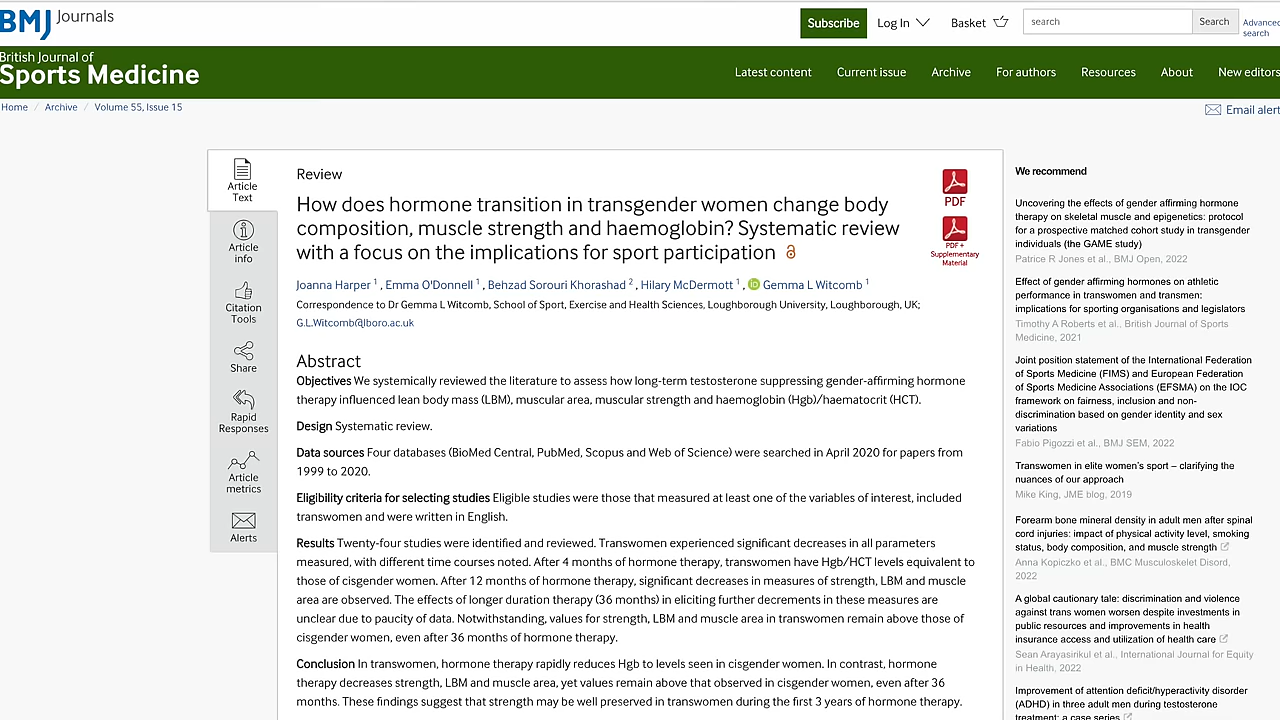 BMJ Journals
Subscribe
Log In
Basket
search
Search
Advanced
search
British Journal of
Sports Medicine
Latest content
Current issue
Archive
For authors
Resources
About
New editors
Home / Archive / Volume 55, Issue 15
Email alert
Article
Text
Article
info
Citation
Tools
Share
Rapid
Responses
Article
metrics
Alerts
Review
How does hormone transition in transgender women change body
composition, muscle strength and haemoglobin? Systematic review
with a focus on the implications for sport participation
PDF
PDF +
Supplementary
Material
Joanna Harper 1 , Emma O'Donnell 1 , Behzad Sorouri Khorashad 2 , Hilary McDermott 1 , iD Gemma L Witcomb 1
Correspondence to Dr Gemma L Witcomb, School of Sport, Exercise and Health Sciences, Loughborough University, Loughborough, UK;
G.L.Witcomb@lboro.ac.uk
Abstract
Objectives We systemically reviewed the literature to assess how long-term testosterone suppressing gender-affirming hormone
therapy influenced lean body mass (LBM), muscular area, muscular strength and haemoglobin (Hgb)/haematocrit (HCT).
Design Systematic review.
Data sources Four databases (BioMed Central, PubMed, Scopus and Web of Science) were searched in April 2020 for papers from
1999 to 2020.
Eligibility criteria for selecting studies Eligible studies were those that measured at least one of the variables of interest, included
transwomen and were written in English.
Results Twenty-four studies were identified and reviewed. Transwomen experienced significant decreases in all parameters
measured, with different time courses noted. After 4 months of hormone therapy, transwomen have Hgb/HCT levels equivalent to
those of cisgender women. After 12 months of hormone therapy, significant decreases in measures of strength, LBM and muscle
area are observed. The effects of longer duration therapy (36 months) in eliciting further decrements in these measures are
unclear due to paucity of data. Notwithstanding, values for strength, LBM and muscle area in transwomen remain above those of
cisgender women, even after 36 months of hormone therapy.
Conclusion In transwomen, hormone therapy rapidly reduces Hgb to levels seen in cisgender women. In contrast, hormone
therapy decreases strength, LBM and muscle area, yet values remain above that observed in cisgender women, even after 36
months. These findings suggest that strength may be well preserved in transwomen during the first 3 years of hormone therapy.
We recommend
Uncovering the effects of gender affirming hormone
therapy on skeletal muscle and epigenetics: protocol
for a prospective matched cohort study in transgender
individuals (the GAME study)
Patrice R Jones et al., BMJ Open, 2022
Effect of gender affirming hormones on athletic
performance in transwomen and transmen:
implications for sporting organisations and legislators
Timothy A Roberts et al., British Journal of Sports
Medicine, 2021
Joint position statement of the International Federation
of Sports Medicine (FIMS) and European Federation
of Sports Medicine Associations (EFSMA) on the IOC
framework on fairness, inclusion and non-
discrimination based on gender identity and sex
variations
Fabio Pigozzi et al., BMJ SEM, 2022
Transwomen in elite women's sport – clarifying the
nuances of our approach
Mike King, JME blog, 2019
Forearm bone mineral density in adult men after spinal
cord injuries: impact of physical activity level, smoking
status, body composition, and muscle strength
Anna Kopiczko et al., BMC Musculoskelet Disord,
2022
A global cautionary tale: discrimination and violence
against trans women worsen despite investments in
public resources and improvements in health
insurance access and utilization of health care
Sean Arayasirikul et al., International Journal for Equity
in Health, 2022
Improvement of attention deficit/hyperactivity disorder
(ADHD) in three adult men during testosterone
treatment: a case series